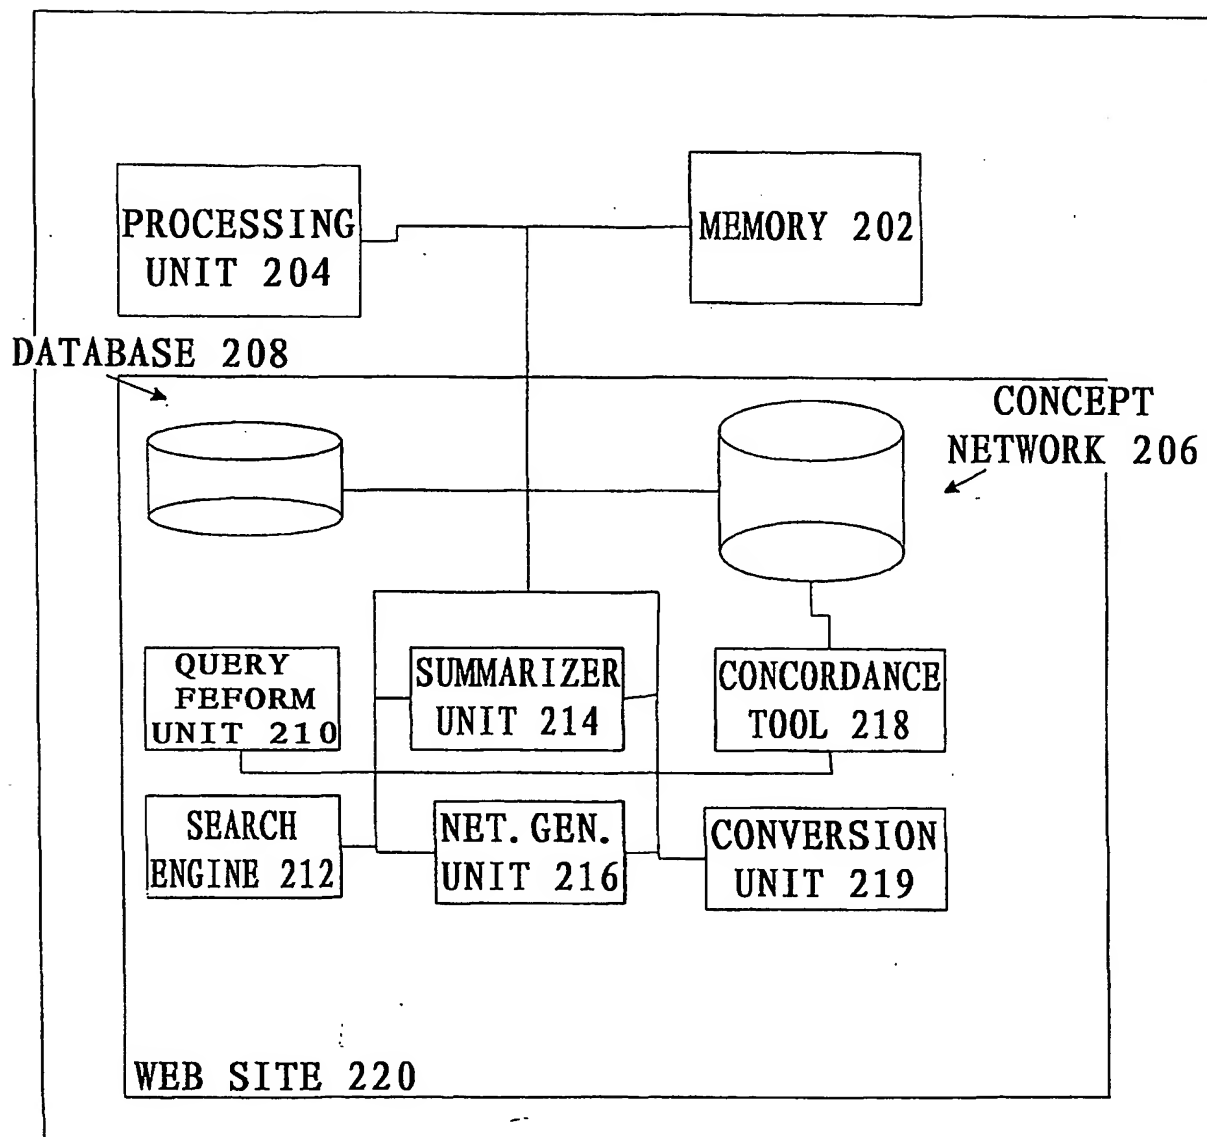 PROCESSING
UNIT 204
MEMORY 202
DATABASE 208
CONCEPT
NETWORK 206
QUERY
FEFORM
UNIT 210
SUMMARIZER
UNIT 214
CONCORDANCE
TOOL 218
SEARCH
ENGINE 212
NET. GEN.
UNIT 216
CONVERSION
UNIT 219
WEB SITE 220